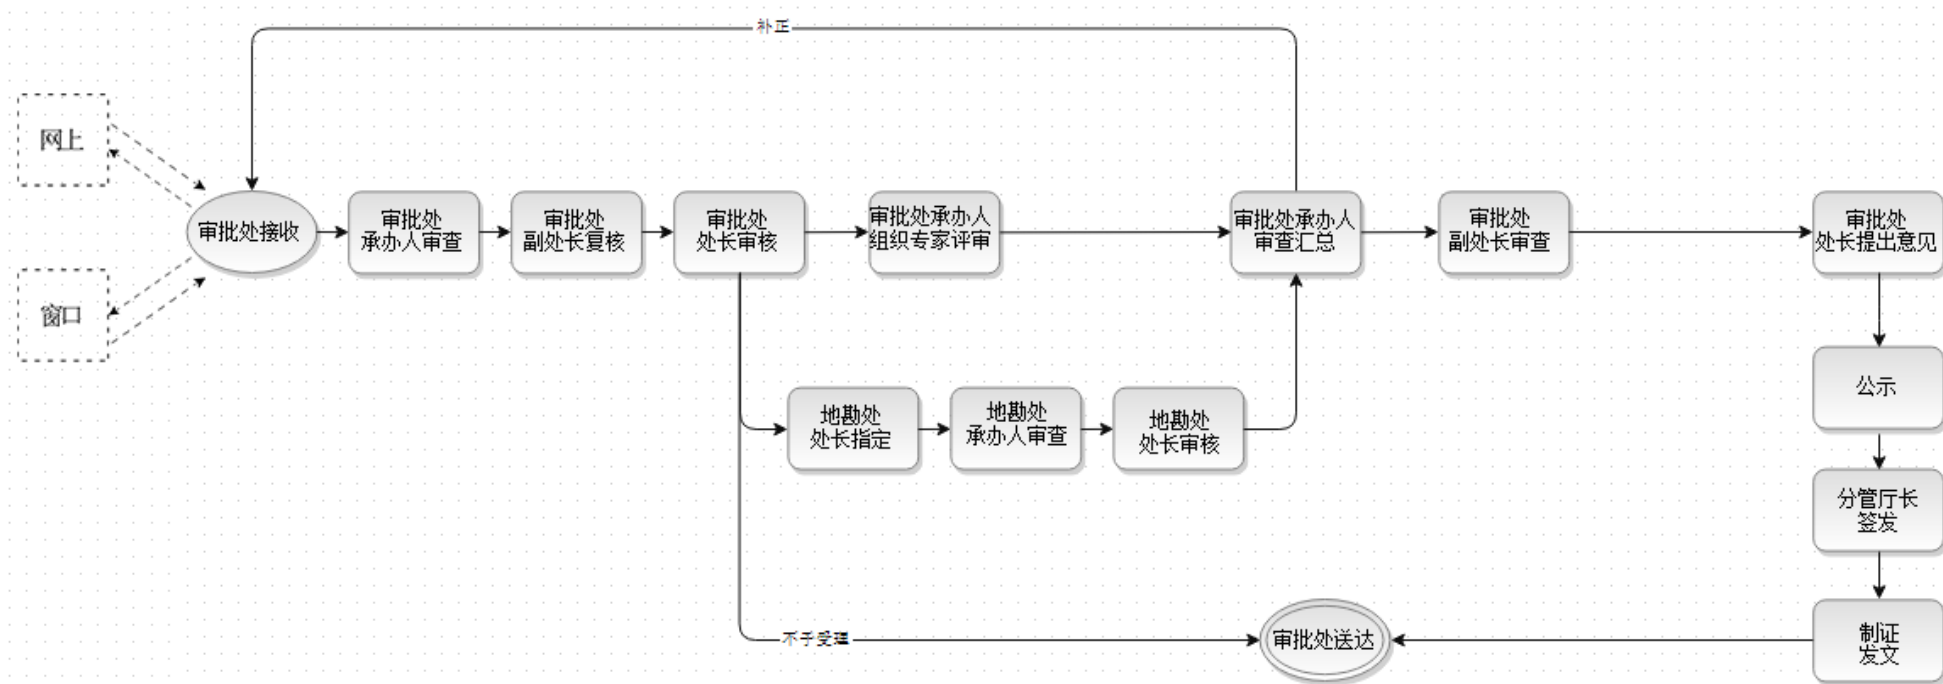 补正
网上
窗口
审批处接收
审批处
承办人审查
审批处
副处长复核
审批处
处长审核
审批处承办人
组织专家评审
审批处承办人
审查汇总
审批处
副处长审查
审批处
处长提出意见
公示
地勘处
处长指定
地勘处
承办人审查
地勘处
处长审核
分管厅长
签发
不予受理
审批处送达
制证
发文